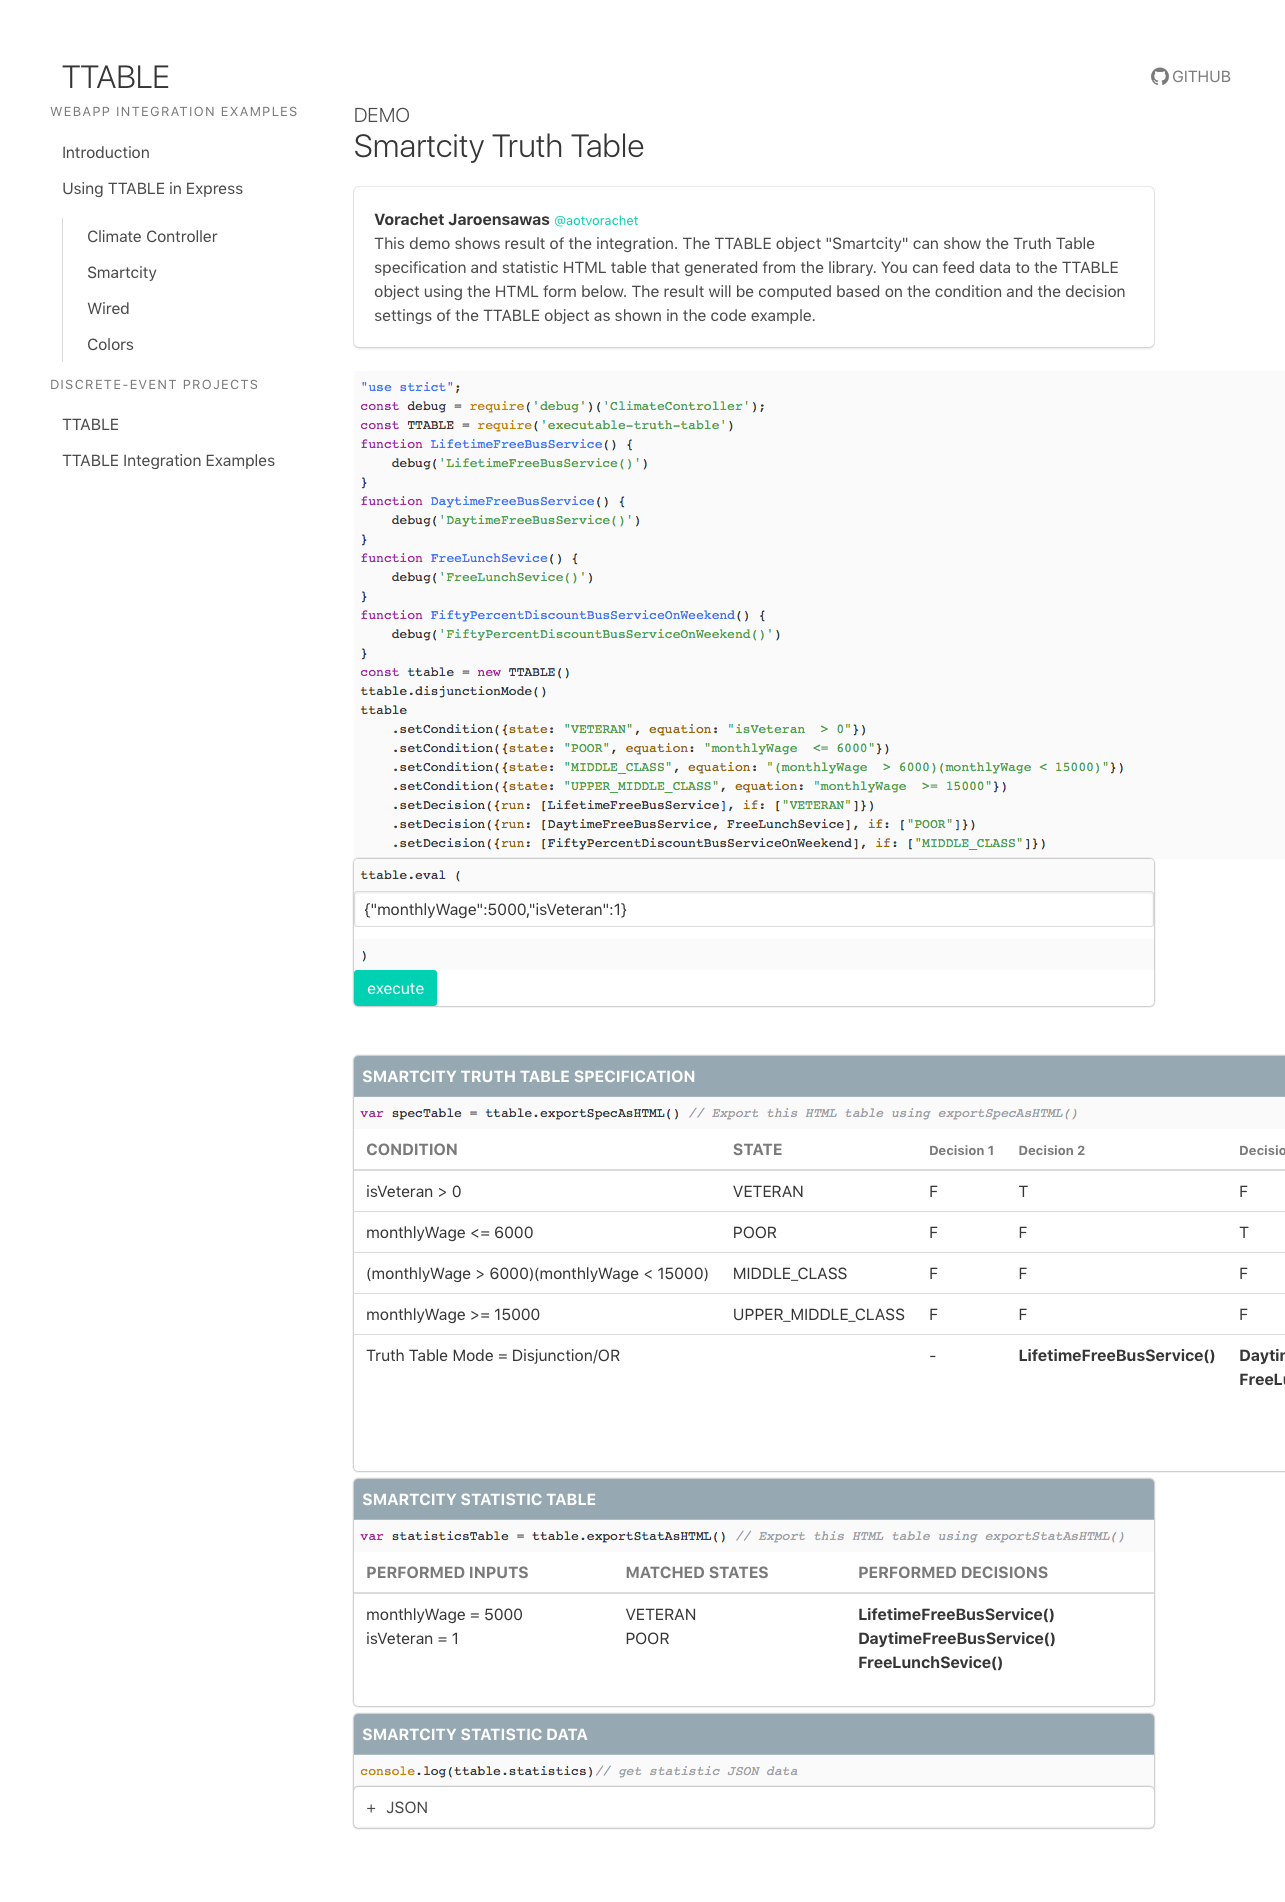 TTABLE
GITHUB
WEBAPP INTEGRATION EXAMPLES
Introduction
Using TTABLE in Express
Climate Controller
Smartcity
Wired
Colors
DISCRETE-EVENT PROJECTS
TTABLE
TTABLE Integration Examples
DEMO
Smartcity Truth Table
Vorachet Jaroensawas @aotvorachet
This demo shows result of the integration. The TTABLE object "Smartcity" can show the Truth Table
specification and statistic HTML table that generated from the library. You can feed data to the TTABLE
object using the HTML form below. The result will be computed based on the condition and the decision
settings of the TTABLE object as shown in the code example.
"use strict";
const debug = require('debug')('ClimateController');
const TTABLE = require('executable-truth-table')
function LifetimeFreeBusService() {
    debug('LifetimeFreeBusService()')
}
function DaytimeFreeBusService() {
    debug('DaytimeFreeBusService()')
}
function FreeLunchSevice() {
    debug('FreeLunchSevice()')
}
function FiftyPercentDiscountBusServiceOnWeekend() {
    debug('FiftyPercentDiscountBusServiceOnWeekend()')
}
const ttable = new TTABLE()
ttable.disjunctionMode()
ttable
    .setCondition({state: "VETERAN", equation: "isVeteran  > 0"})
    .setCondition({state: "POOR", equation: "monthlyWage  <= 6000"})
    .setCondition({state: "MIDDLE_CLASS", equation: "(monthlyWage  > 6000)(monthlyWage < 15000)"})
    .setCondition({state: "UPPER_MIDDLE_CLASS", equation: "monthlyWage  >= 15000"})
    .setDecision({run: [LifetimeFreeBusService], if: ["VETERAN"]})
    .setDecision({run: [DaytimeFreeBusService, FreeLunchSevice], if: ["POOR"]})
    .setDecision({run: [FiftyPercentDiscountBusServiceOnWeekend], if: ["MIDDLE_CLASS"]})
ttable.eval (
{"monthlyWage":5000,"isVeteran":1}
)
execute
SMARTCITY TRUTH TABLE SPECIFICATION
var specTable = ttable.exportSpecAsHTML() // Export this HTML table using exportSpecAsHTML()
CONDITION STATE Decision 1 Decision 2 Decisio
isVeteran > 0 VETERAN F T F
monthlyWage <= 6000 POOR F F T
(monthlyWage > 6000)(monthlyWage < 15000) MIDDLE_CLASS F F F
monthlyWage >= 15000 UPPER_MIDDLE_CLASS F F F
Truth Table Mode = Disjunction/OR - LifetimeFreeBusService() Daytim
FreeLu
SMARTCITY STATISTIC TABLE
var statisticsTable = ttable.exportStatAsHTML() // Export this HTML table using exportStatAsHTML()
PERFORMED INPUTS MATCHED STATES PERFORMED DECISIONS
monthlyWage = 5000 VETERAN LifetimeFreeBusService()
isVeteran = 1 POOR DaytimeFreeBusService()
FreeLunchSevice()
SMARTCITY STATISTIC DATA
console.log(ttable.statistics)// get statistic JSON data
+ JSON